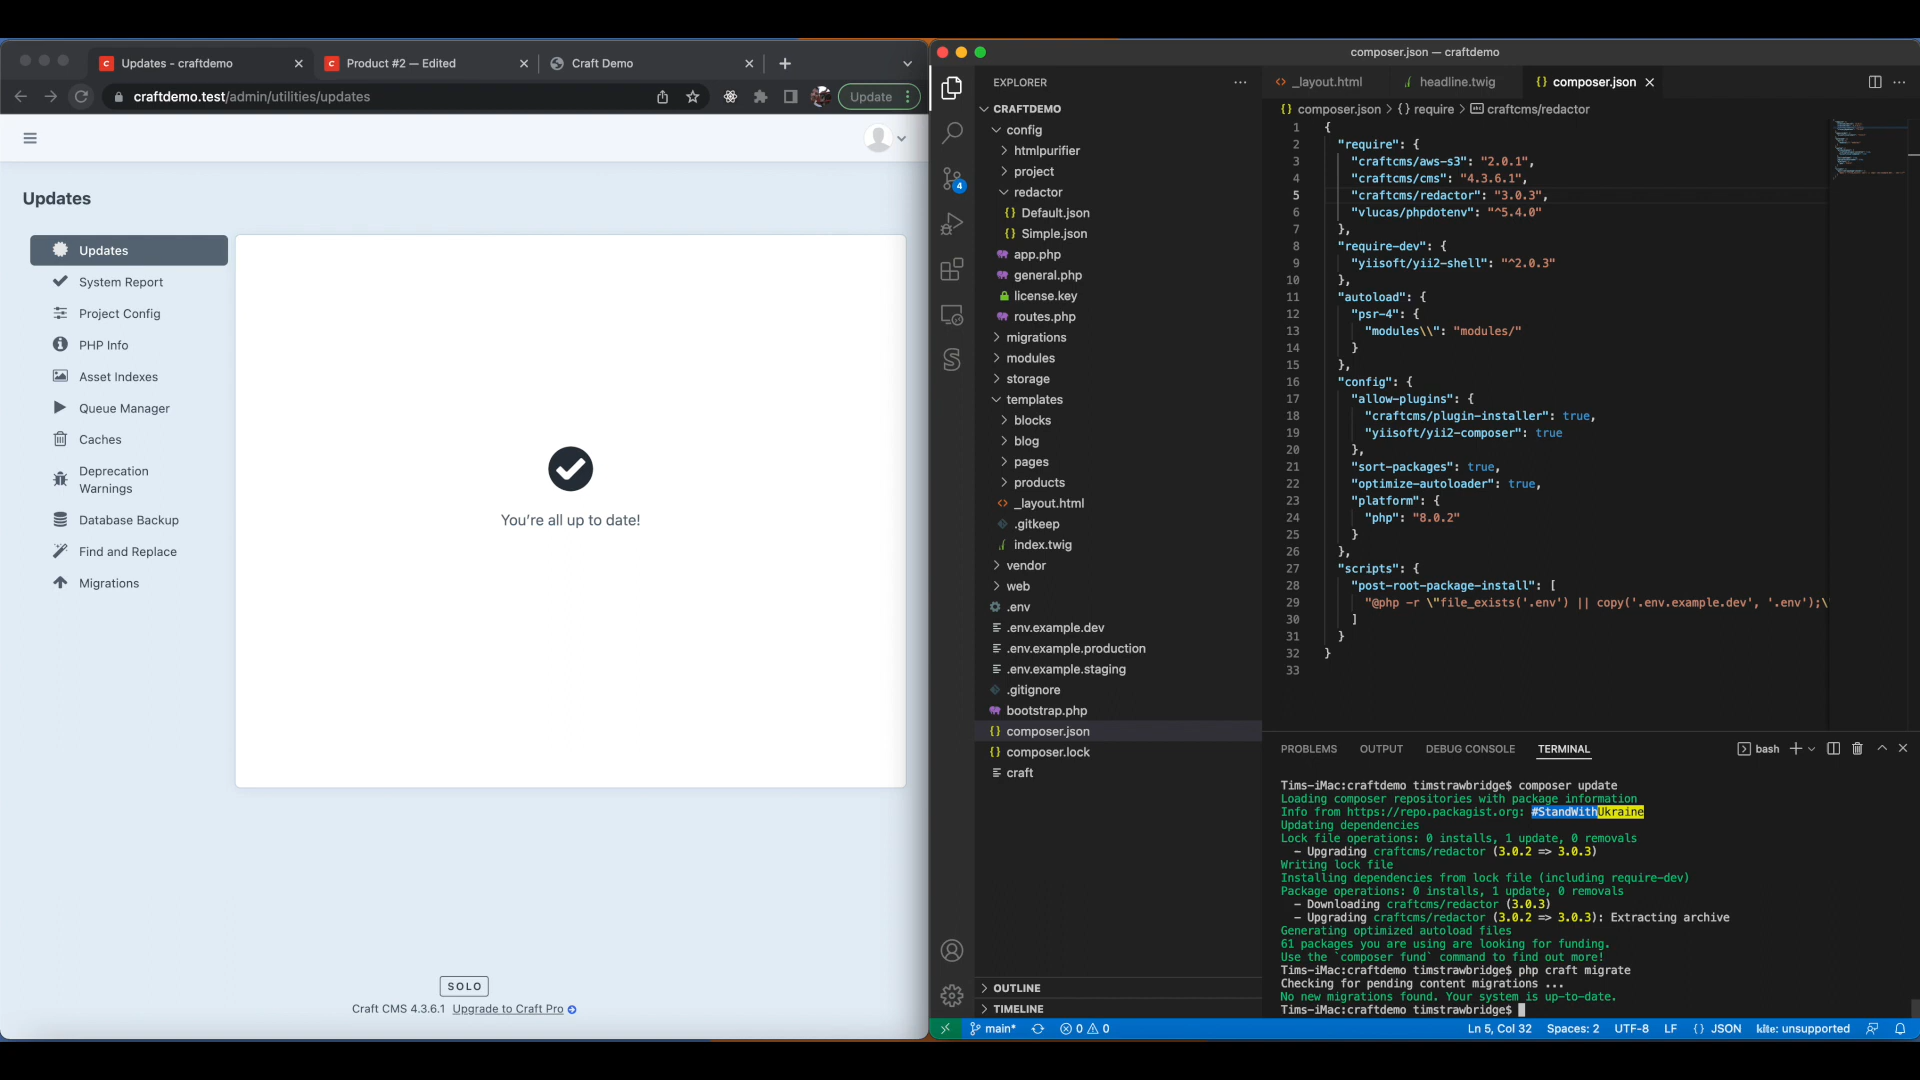 Updates - craftdemo
Product #2 — Edited
Craft Demo
craftdemo.test/admin/utilities/updates
Update
Updates
Updates
System Report
Project Config
PHP Info
Asset Indexes
Queue Manager
Caches
Deprecation
Warnings
Database Backup
Find and Replace
Migrations
You’re all up to date!
SOLO
Craft CMS 4.3.6.1 Upgrade to Craft Pro
composer.json — craftdemo
EXPLORER
4
CRAFTDEMO
config
htmlpurifier
project
redactor
Default.json
Simple.json
app.php
general.php
license.key
routes.php
migrations
modules
storage
templates
blocks
blog
pages
products
_layout.html
.gitkeep
index.twig
vendor
web
.env
.env.example.dev
.env.example.production
.env.example.staging
.gitignore
bootstrap.php
composer.json
composer.lock
craft
OUTLINE
TIMELINE
_layout.html
headline.twig
composer.json
composer.json > {} require > craftcms/redactor
1 {
2 "require": {
3 "craftcms/aws-s3": "2.0.1",
4 "craftcms/cms": "4.3.6.1",
5 "craftcms/redactor": "3.0.3",
6 "vlucas/phpdotenv": "^5.4.0"
7 },
8 "require-dev": {
9 "yiisoft/yii2-shell": "^2.0.3"
10 },
11 "autoload": {
12 "psr-4": {
13 "modules\\": "modules/"
14 }
15 },
16 "config": {
17 "allow-plugins": {
18 "craftcms/plugin-installer": true,
19 "yiisoft/yii2-composer": true
20 },
21 "sort-packages": true,
22 "optimize-autoloader": true,
23 "platform": {
24 "php": "8.0.2"
25 }
26 },
27 "scripts": {
28 "post-root-package-install": [
29 "@php -r \"file_exists('.env') || copy('.env.example.dev', '.env');\
30 ]
31 }
32 }
33
PROBLEMS OUTPUT DEBUG CONSOLE TERMINAL bash
Tims-iMac:craftdemo timstrawbridge$ composer update
Loading composer repositories with package information
Info from https://repo.packagist.org: #StandWithUkraine
Updating dependencies
Lock file operations: 0 installs, 1 update, 0 removals
- Upgrading craftcms/redactor (3.0.2 => 3.0.3)
Writing lock file
Installing dependencies from lock file (including require-dev)
Package operations: 0 installs, 1 update, 0 removals
- Downloading craftcms/redactor (3.0.3)
- Upgrading craftcms/redactor (3.0.2 => 3.0.3): Extracting archive
Generating optimized autoload files
61 packages you are using are looking for funding.
Use the `composer fund` command to find out more!
Tims-iMac:craftdemo timstrawbridge$ php craft migrate
Checking for pending content migrations ...
No new migrations found. Your system is up-to-date.
Tims-iMac:craftdemo timstrawbridge$
main* 0 0 Ln 5, Col 32 Spaces: 2 UTF-8 LF {} JSON kite: unsupported